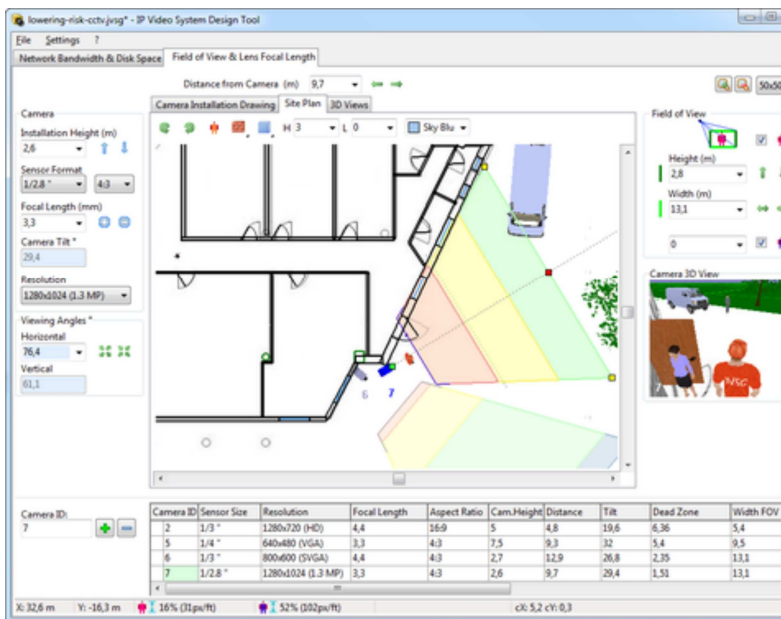 lowering-risk-cctv.jvsg* - IP Video System Design Tool
File Settings ?
Network Bandwidth & Disk Space Field of View & Lens Focal Length
Distance from Camera (m) 9,7
50x50
Camera Installation Drawing Site Plan 3D Views
H 3 L 0 Sky Blu
Camera
Installation Height (m)
2,6
Sensor Format
1/2.8 " 4:3
Focal Length (mm)
3,3
Camera Tilt °
29,4
Resolution
1280x1024 (1.3 MP)
Viewing Angles °
Horizontal
76,4
Vertical
61,1
6 7
Field of View
Height (m)
2,8
Width (m)
13,1
0
Camera 3D View
NSC
Camera ID:
7
Camera ID Sensor Size Resolution Focal Length Aspect Ratio Cam.Height Distance Tilt Dead Zone Width FOV
2 1/3 " 1280x720 (HD) 4,4 16:9 5 4,8 19,6 6,36 5,4
5 1/4 " 640x480 (VGA) 3,3 4:3 7,5 9,3 32 5,4 9,5
6 1/3 " 800x600 (SVGA) 4,4 4:3 2,7 12,9 26,8 2,35 13,1
7 1/2.8 " 1280x1024 (1.3 MP) 3,3 4:3 2,6 9,7 29,4 1,51 13,1
X: 32,6 m Y: -16,3 m 16% (31px/ft) 52% (102px/ft) cX: 5,2 cY: 0,3